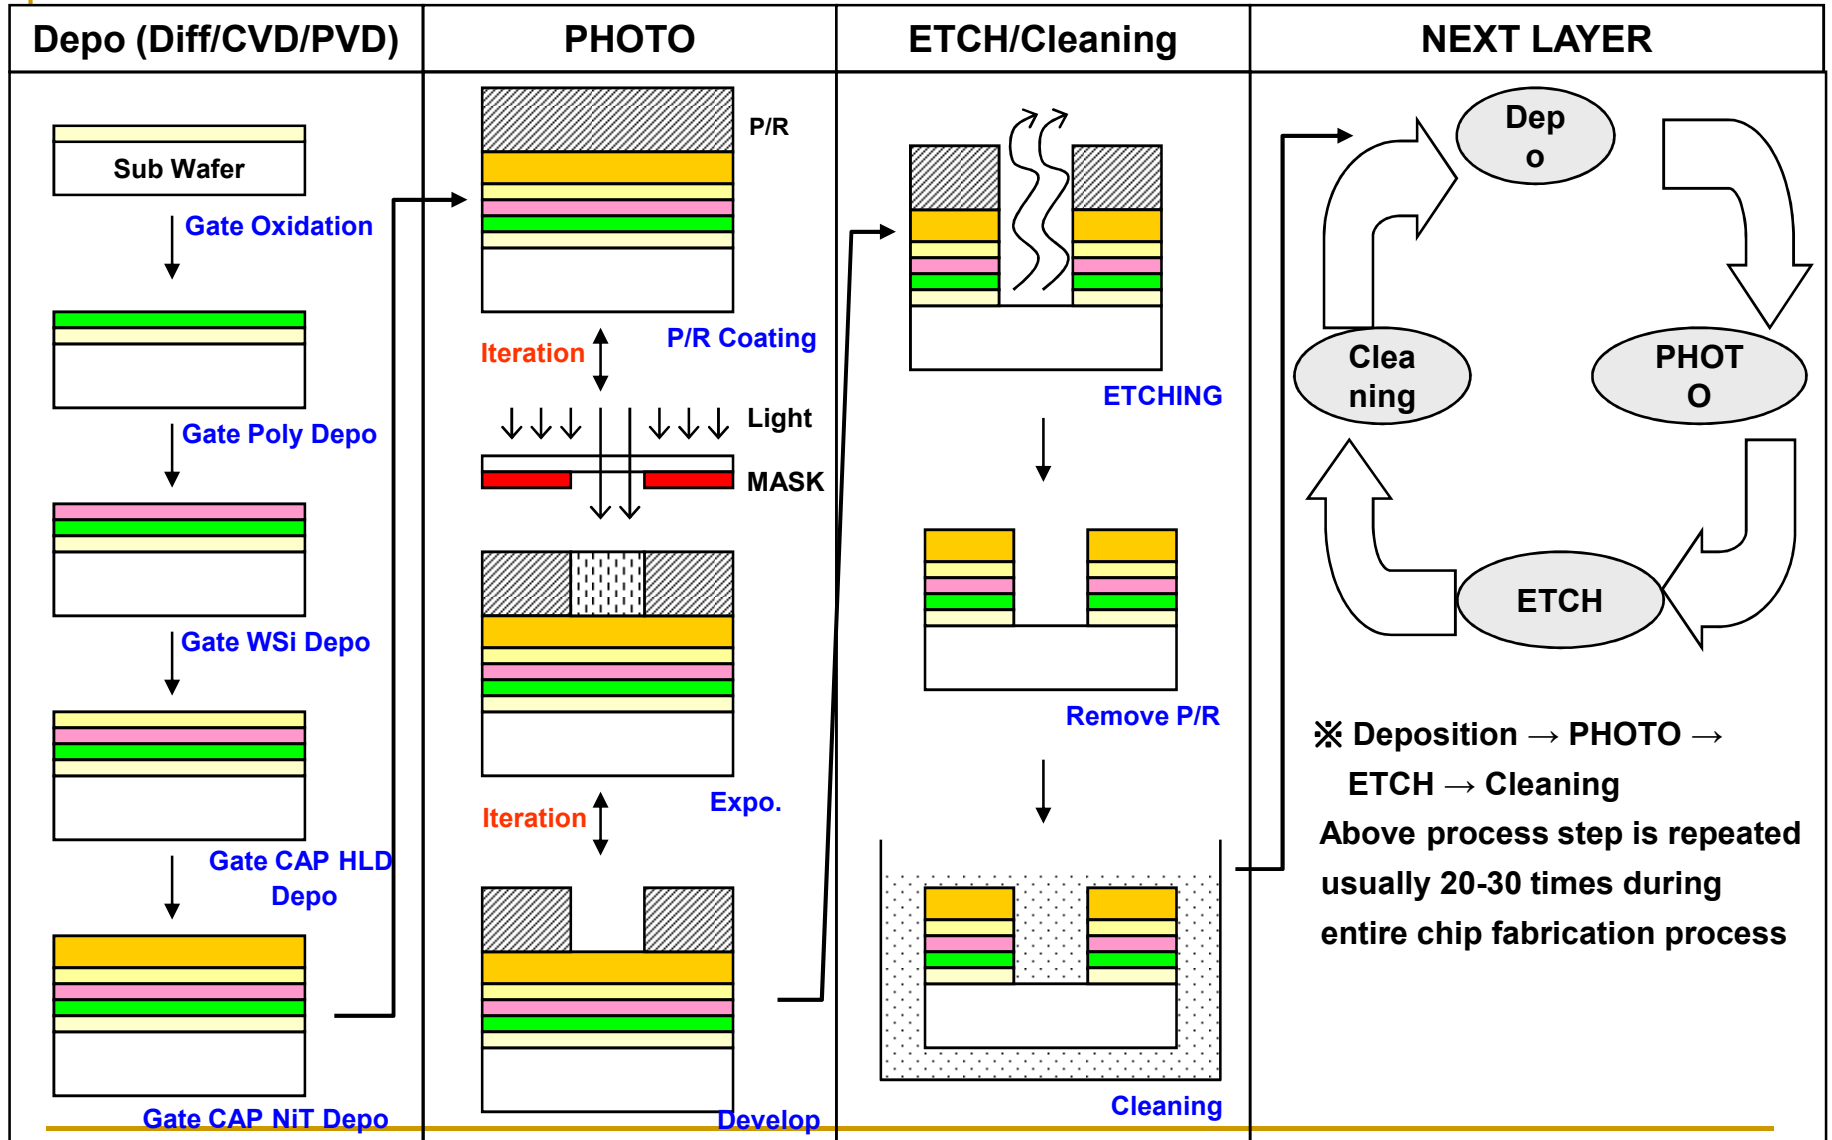 Depo (Diff/CVD/PVD)
Sub Wafer
Gate Oxidation
Gate Poly Depo
Gate WSi Depo
Gate CAP HLD
Depo
Gate CAP NiT Depo
PHOTO
P/R
P/R Coating
Iteration
Light
MASK
Expo.
Iteration
Develop
ETCH/Cleaning
ETCHING
Remove P/R
Cleaning
NEXT LAYER
Dep
o
PHOT
O
ETCH
Clea
ning
※ Deposition → PHOTO →
ETCH → Cleaning
Above process step is repeated
usually 20-30 times during
entire chip fabrication process